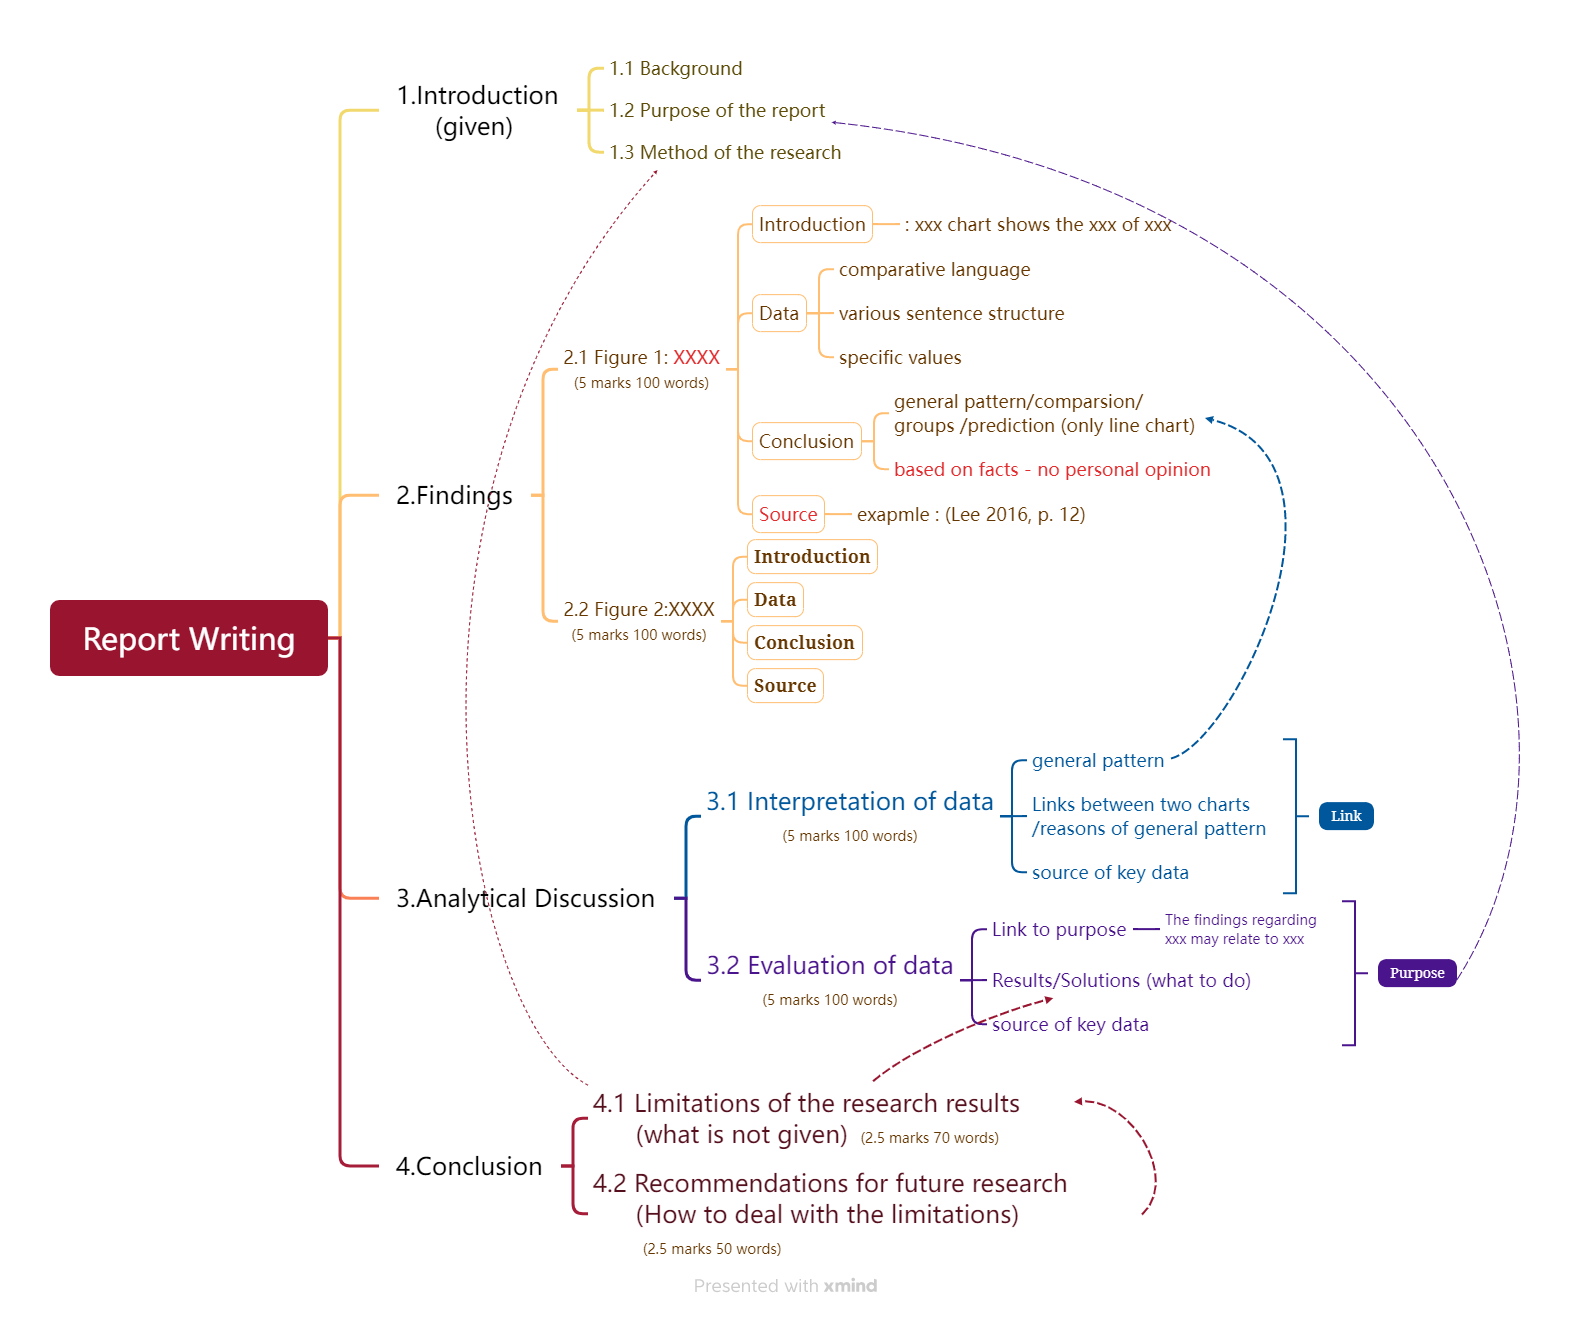 Report Writing
1.Introduction
(given)
1.1 Background
1.2 Purpose of the report
1.3 Method of the research
2.Findings
2.1 Figure 1: XXXX
(5 marks 100 words)
Introduction
: xxx chart shows the xxx of xxx
Data
comparative language
various sentence structure
specific values
Conclusion
general pattern/comparsion/
groups /prediction (only line chart)
based on facts - no personal opinion
Source
exapmle : (Lee 2016, p. 12)
2.2 Figure 2:XXXX
(5 marks 100 words)
Introduction
Data
Conclusion
Source
3.Analytical Discussion
3.1 Interpretation of data
(5 marks 100 words)
general pattern
Links between two charts
/reasons of general pattern
source of key data
Link
3.2 Evaluation of data
(5 marks 100 words)
Link to purpose
The findings regarding
xxx may relate to xxx
Results/Solutions (what to do)
source of key data
Purpose
4.Conclusion
4.1 Limitations of the research results
(what is not given) (2.5 marks 70 words)
4.2 Recommendations for future research
(How to deal with the limitations)
(2.5 marks 50 words)
Presented with xmind